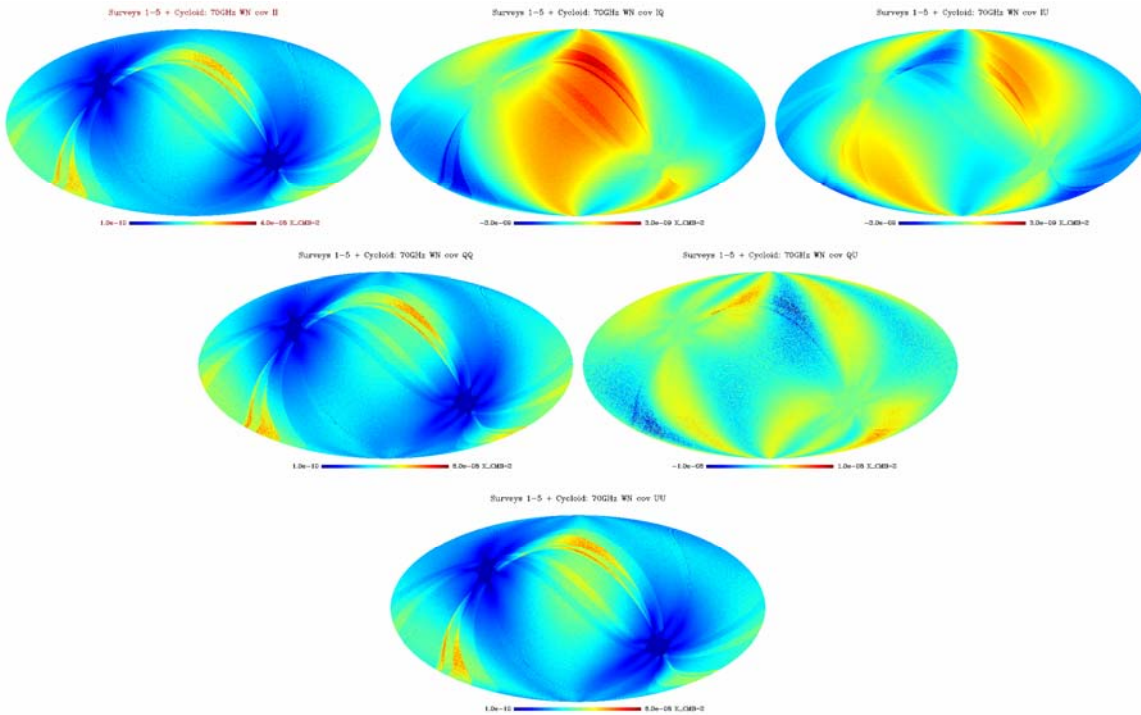 Surveys 1-5 + Cycloid: 70GHz WN cov II
Surveys 1-5 + Cycloid: 70GHz WN cov IQ
Surveys 1-5 + Cycloid: 70GHz WN cov IU
1.0e-10 4.0e-08 K_CMB^2
-3.0e-09 3.0e-09 K_CMB^2
-3.0e-09 3.0e-09 K_CMB^2
Surveys 1-5 + Cycloid: 70GHz WN cov QQ
Surveys 1-5 + Cycloid: 70GHz WN cov QU
1.0e-10 8.0e-08 K_CMB^2
-1.0e-08 1.0e-08 K_CMB^2
Surveys 1-5 + Cycloid: 70GHz WN cov UU
1.0e-10 8.0e-08 K_CMB^2